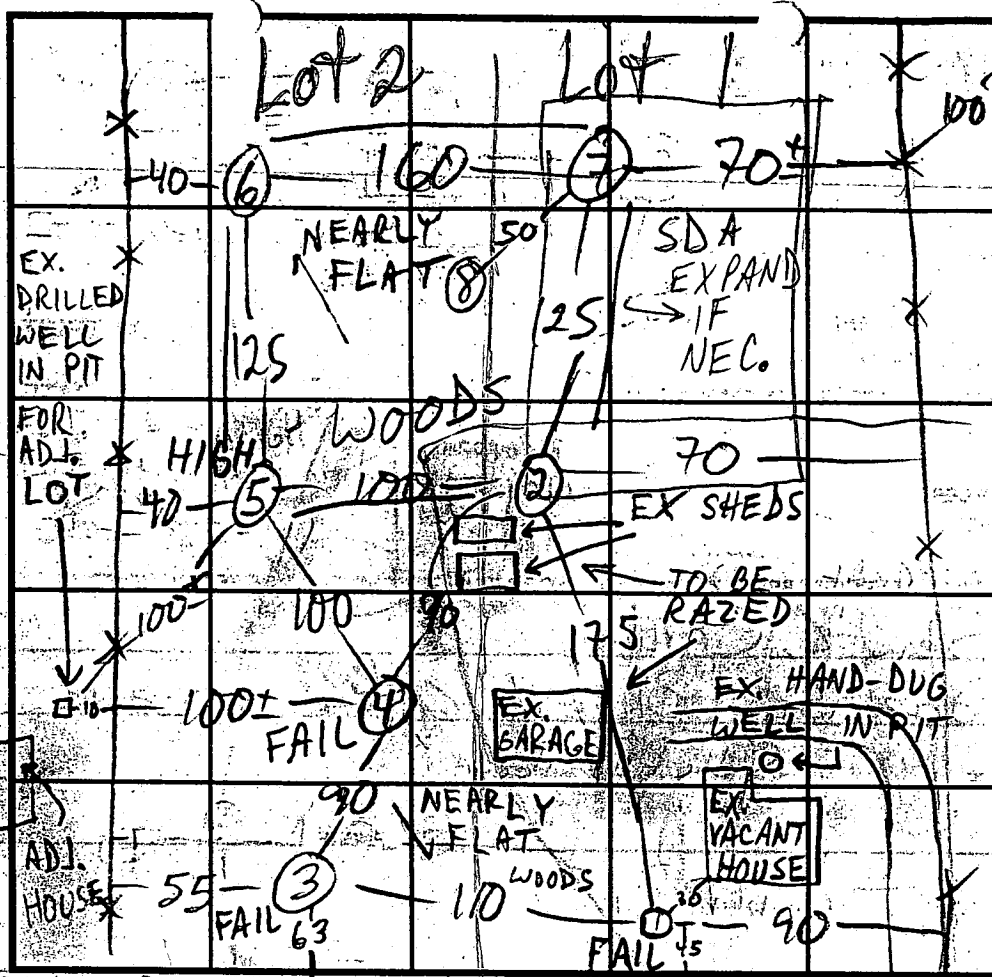 Lot 2
Lot 1
100'
40
6
160
7
70±
NEARLY
FLAT
8
50
SDA
EXPAND
IF
NEC.
EX.
DRILLED
WELL
IN PIT
125
25
FOR
ADJ.
LOT
WOODS
HIGH
40
5
100
2
70
EX SHEDS
100
100
90
175
TO BE
RAZED
10
100±
4
FAIL
EX.
GARAGE
EX. HAND-DUG
WELL IN PIT
90
NEARLY
FLAT
EX.
VACANT
HOUSE
ADJ.
HOUSE
55
3
FAIL
63
110
WOODS
1
FAIL
36
45
90